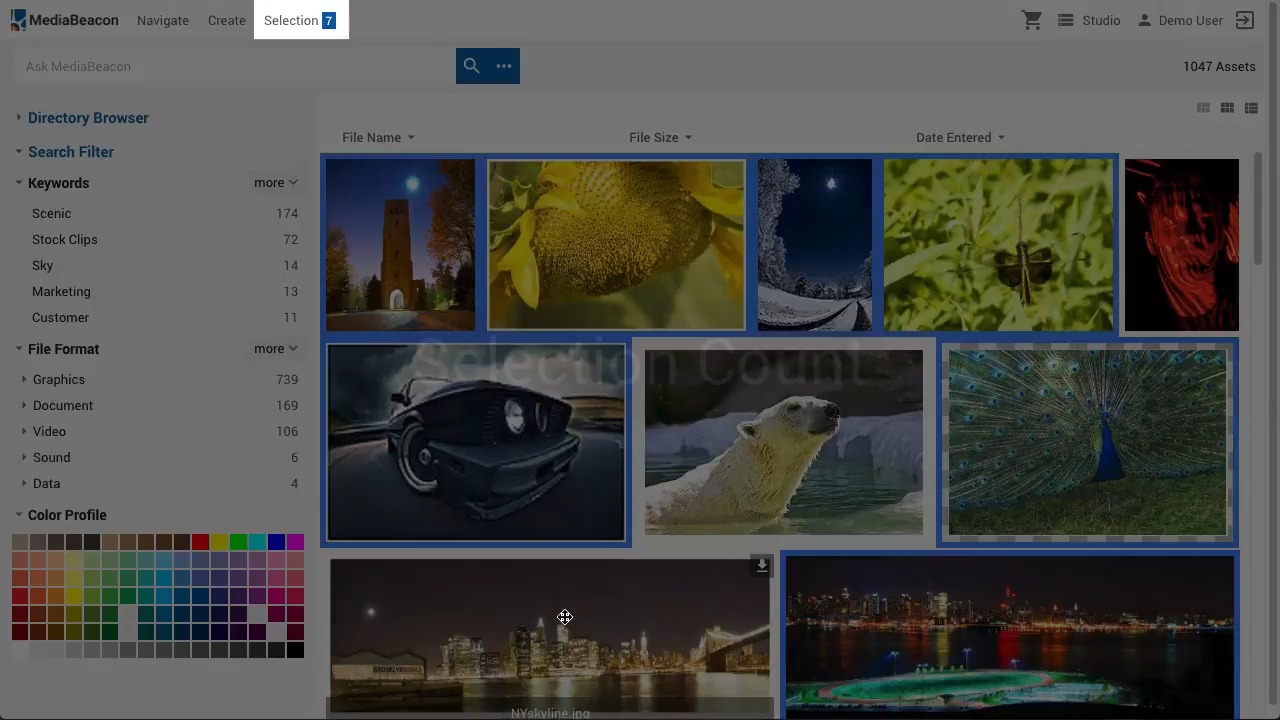 MediaBeacon Navigate Create Selection 7 Studio Demo User
Ask MediaBeacon 1047 Assets
Directory Browser
Search Filter
Keywords more
Scenic 174
Stock Clips 72
Sky 14
Marketing 13
Customer 11
File Format more
Graphics 739
Document 169
Video 106
Sound 6
Data 4
Color Profile
File Name File Size Date Entered
Selection Count
BROOKLYN
NYskyline.jpg